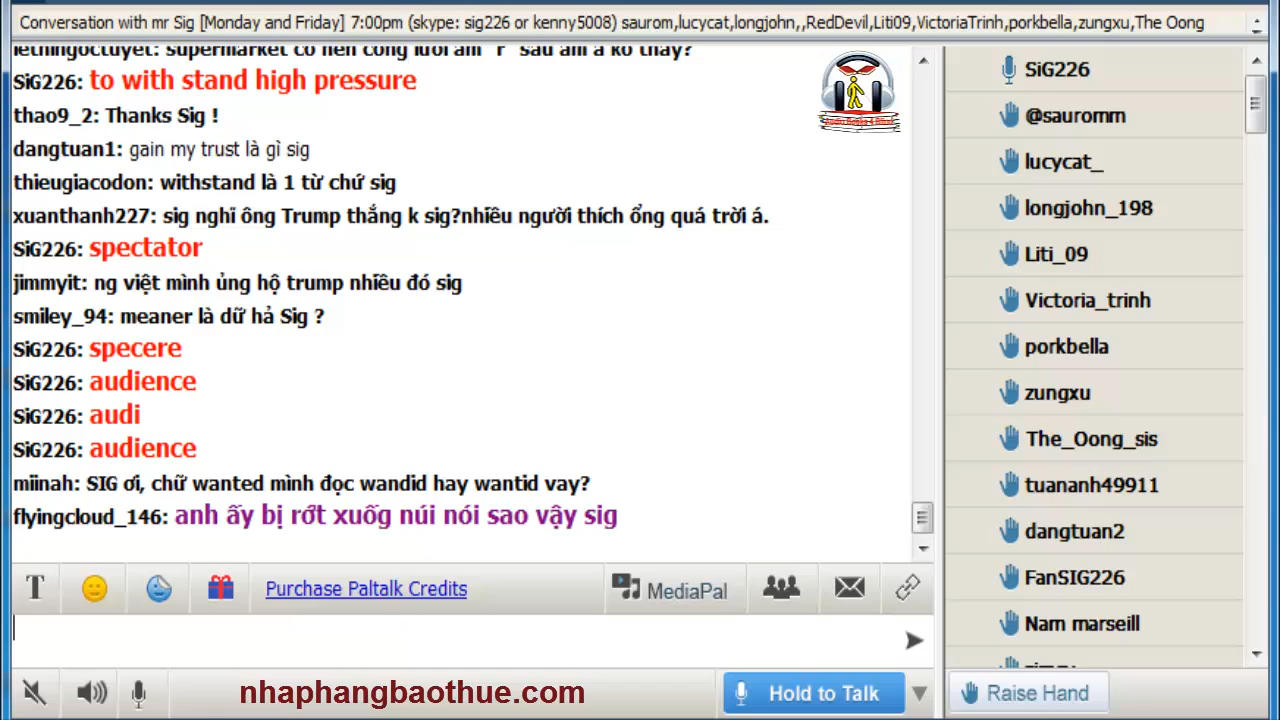 Conversation with mr Sig [Monday and Friday] 7:00pm (skype: sig226 or kenny5008) saurom,lucycat,longjohn,,RedDevil,Liti09,VictoriaTrinh,porkbella,zungxu,The Oong
SiG226: to with stand high pressure
thao9_2: Thanks Sig !
dangtuan1: gain my trust là gì sig
thieugiacodon: withstand là 1 từ chứ sig
xuanthanh227: sig nghĩ ông Trump thắng k sig?nhiều người thích ổng quá trời á.
SiG226: spectator
jimmyit: ng việt mình ủng hộ trump nhiều đó sig
smiley_94: meaner là dữ hả Sig ?
SiG226: specere
SiG226: audience
SiG226: audi
SiG226: audience
miinah: SIG ơi, chữ wanted mình đọc wandid hay wantid vay?
flyingcloud_146: anh ấy bị rớt xuốg núi nói sao vậy sig
T
Purchase Paltalk Credits
MediaPal
nhaphangbaothue.com
Hold to Talk
SiG226
@sauromm
lucycat_
longjohn_198
Liti_09
Victoria_trinh
porkbella
zungxu
The_Oong_sis
tuananh49911
dangtuan2
FanSIG226
Nam marseill
Raise Hand